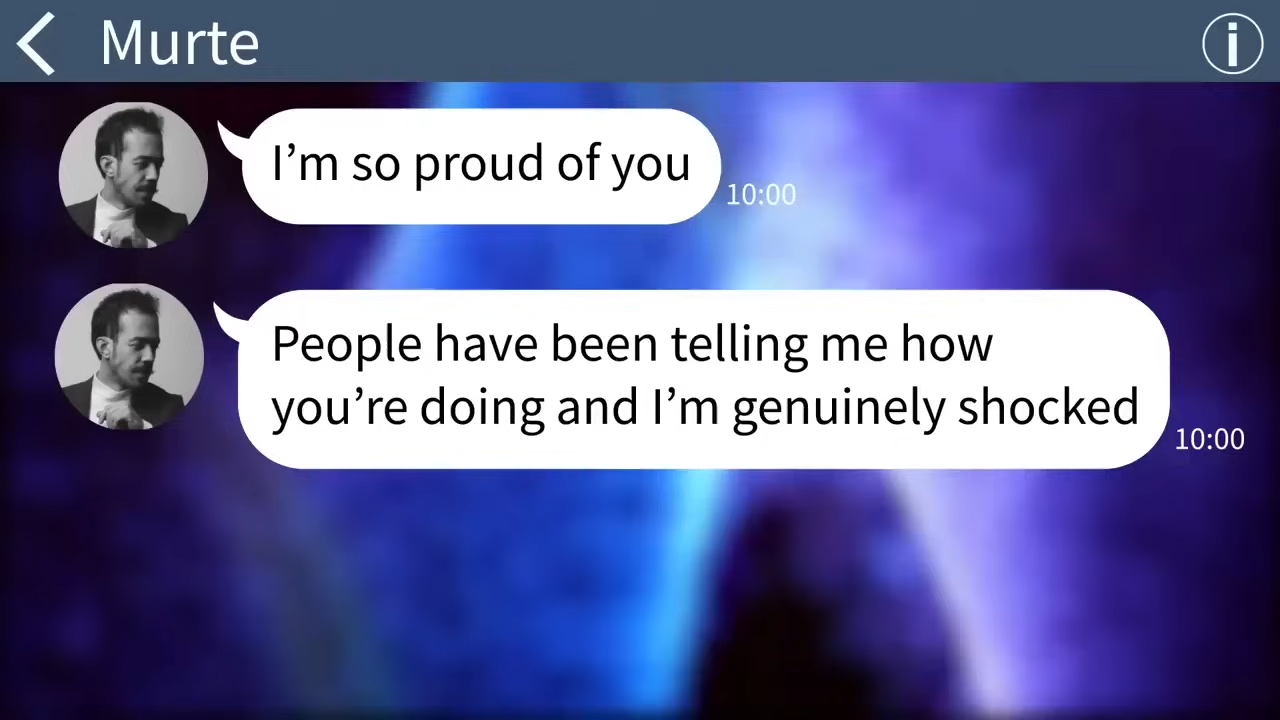 Murte
I’m so proud of you
10:00
People have been telling me how
you’re doing and I’m genuinely shocked
10:00